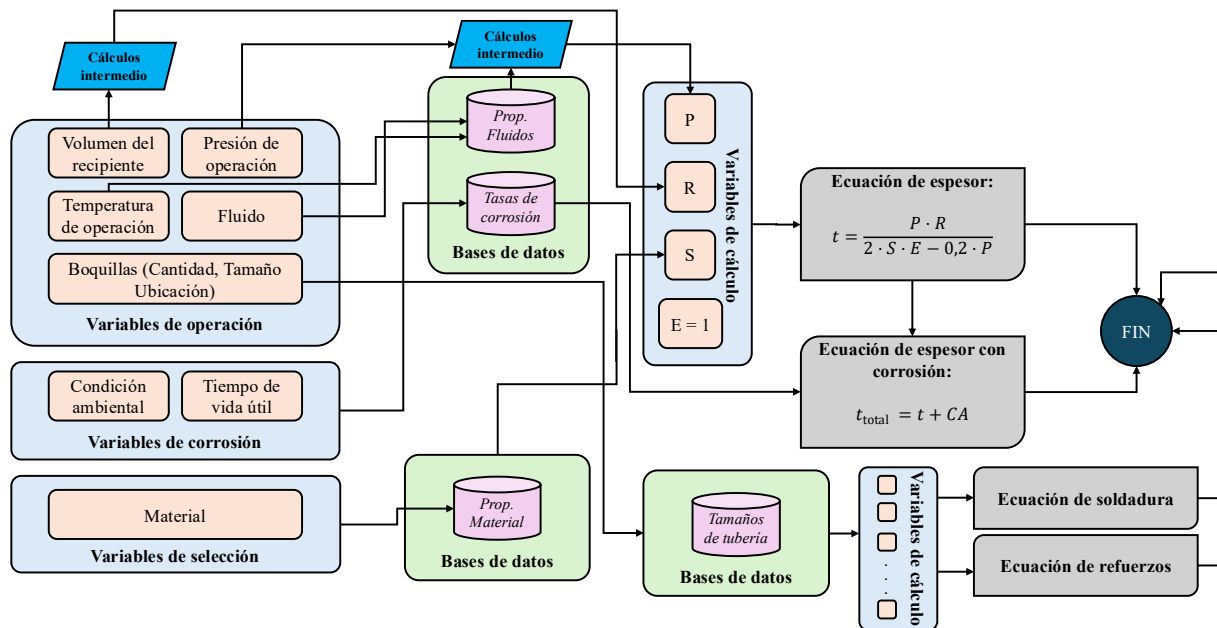 Cálculos
intermedio
Cálculos
intermedio
Volumen del
recipiente
Presión de
operación
Temperatura
de operación
Fluido
Boquillas (Cantidad, Tamaño
Ubicación)
Variables de operación
Condición
ambiental
Tiempo de
vida útil
Variables de corrosión
Material
Variables de selección
Prop.
Fluidos
Tasas de
corrosión
Bases de datos
Prop.
Material
Bases de datos
P
R
S
E = 1
Variables de cálculo
Ecuación de espesor:
t = P · R / (2 · S · E − 0,2 · P)
Ecuación de espesor con
corrosión:
t_total = t + CA
FIN
Tamaños
de tubería
Bases de datos
Variables de cálculo
Ecuación de soldadura
Ecuación de refuerzos